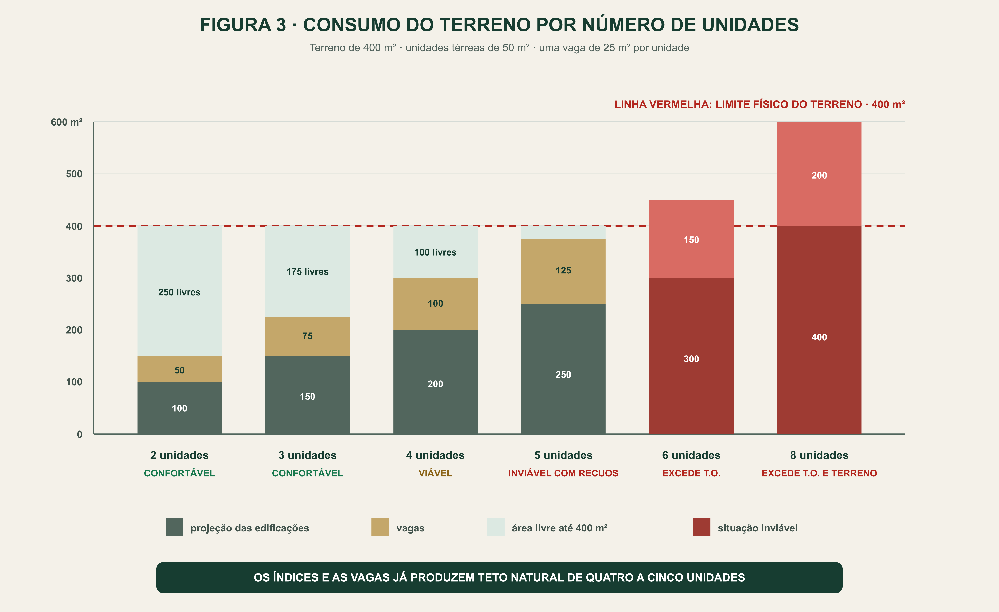 FIGURA 3 · CONSUMO DO TERRENO POR NÚMERO DE UNIDADES
Terreno de 400 m² · unidades térreas de 50 m² · uma vaga de 25 m² por unidade
LINHA VERMELHA: LIMITE FÍSICO DO TERRENO · 400 m²
600 m²
500
400
300
200
100
0
250 livres
50
100
175 livres
75
150
100 livres
100
200
125
250
150
300
200
400
2 unidades
CONFORTÁVEL
3 unidades
CONFORTÁVEL
4 unidades
VIÁVEL
5 unidades
INVIÁVEL COM RECUOS
6 unidades
EXCEDE T.O.
8 unidades
EXCEDE T.O. E TERRENO
projeção das edificações
vagas
área livre até 400 m²
situação inviável
OS ÍNDICES E AS VAGAS JÁ PRODUZEM TETO NATURAL DE QUATRO A CINCO UNIDADES